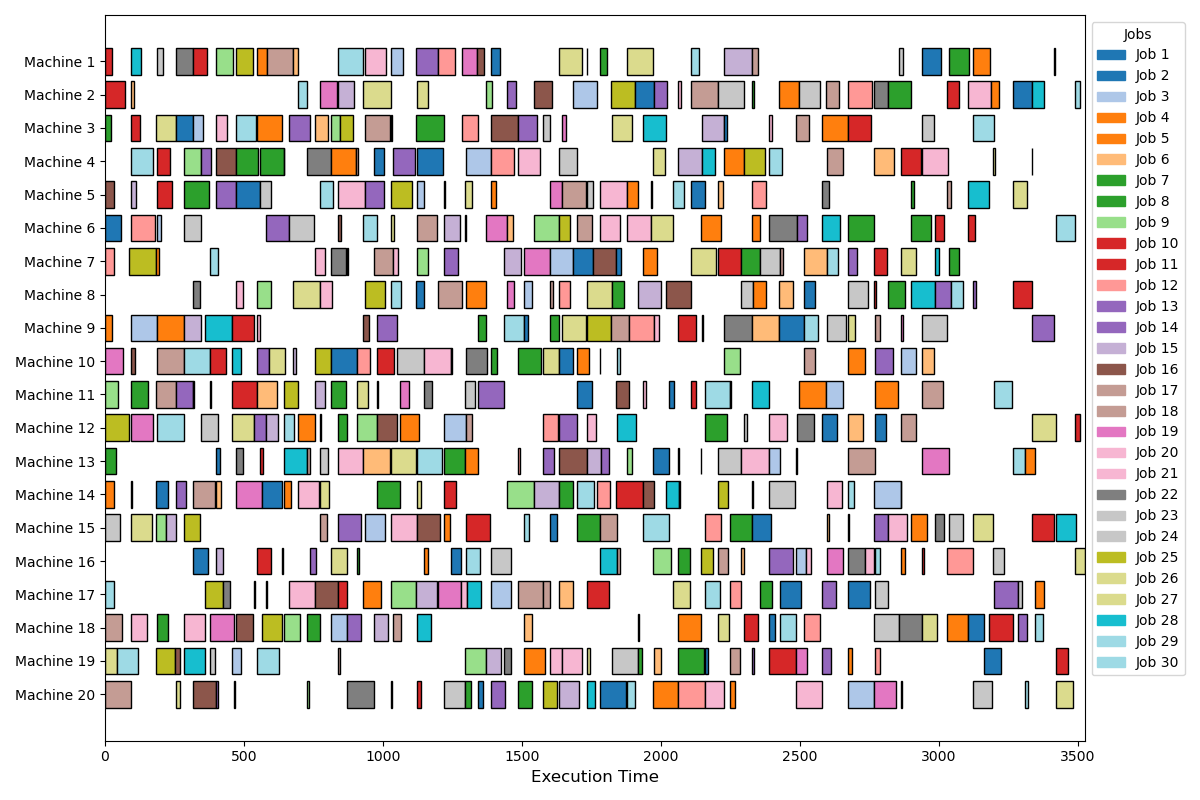 Machine 1
Machine 2
Machine 3
Machine 4
Machine 5
Machine 6
Machine 7
Machine 8
Machine 9
Machine 10
Machine 11
Machine 12
Machine 13
Machine 14
Machine 15
Machine 16
Machine 17
Machine 18
Machine 19
Machine 20
0 500 1000 1500 2000 2500 3000 3500
Execution Time
Jobs
Job 1
Job 2
Job 3
Job 4
Job 5
Job 6
Job 7
Job 8
Job 9
Job 10
Job 11
Job 12
Job 13
Job 14
Job 15
Job 16
Job 17
Job 18
Job 19
Job 20
Job 21
Job 22
Job 23
Job 24
Job 25
Job 26
Job 27
Job 28
Job 29
Job 30